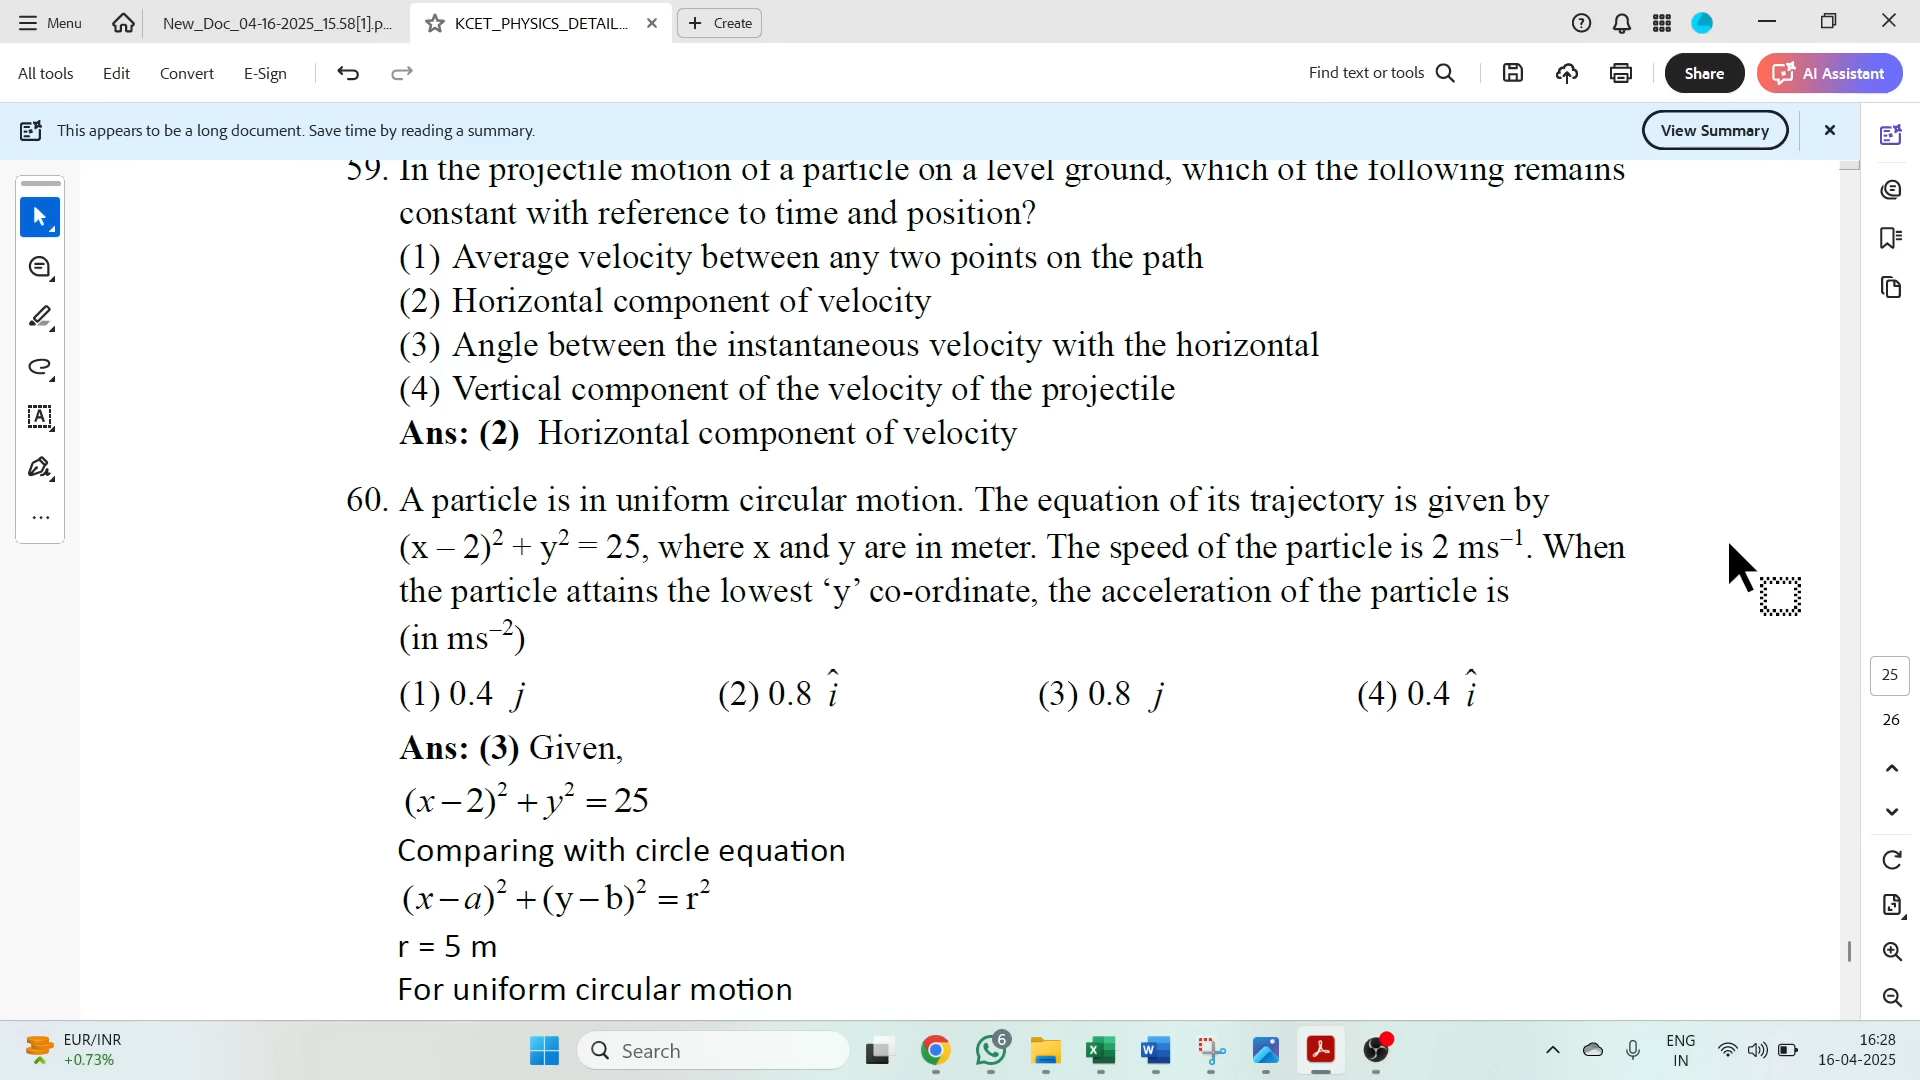 Menu
New_Doc_04-16-2025_15.58[1].p...
KCET_PHYSICS_DETAIL...
Create
All tools
Edit
Convert
E-Sign
Find text or tools
Share
AI Assistant
This appears to be a long document. Save time by reading a summary.
View Summary
59. In the projectile motion of a particle on a level ground, which of the following remains
constant with reference to time and position?
(1) Average velocity between any two points on the path
(2) Horizontal component of velocity
(3) Angle between the instantaneous velocity with the horizontal
(4) Vertical component of the velocity of the projectile
Ans: (2) Horizontal component of velocity
60. A particle is in uniform circular motion. The equation of its trajectory is given by
(x – 2)² + y² = 25, where x and y are in meter. The speed of the particle is 2 ms⁻¹. When
the particle attains the lowest ‘y’ co-ordinate, the acceleration of the particle is
(in ms⁻²)
(1) 0.4 j (2) 0.8 î (3) 0.8 j (4) 0.4 î
Ans: (3) Given,
(x – 2)² + y² = 25
Comparing with circle equation
(x – a)² + (y – b)² = r²
r = 5 m
For uniform circular motion
25
26
EUR/INR
+0.73%
Search
6
ENG
IN
16:28
16-04-2025